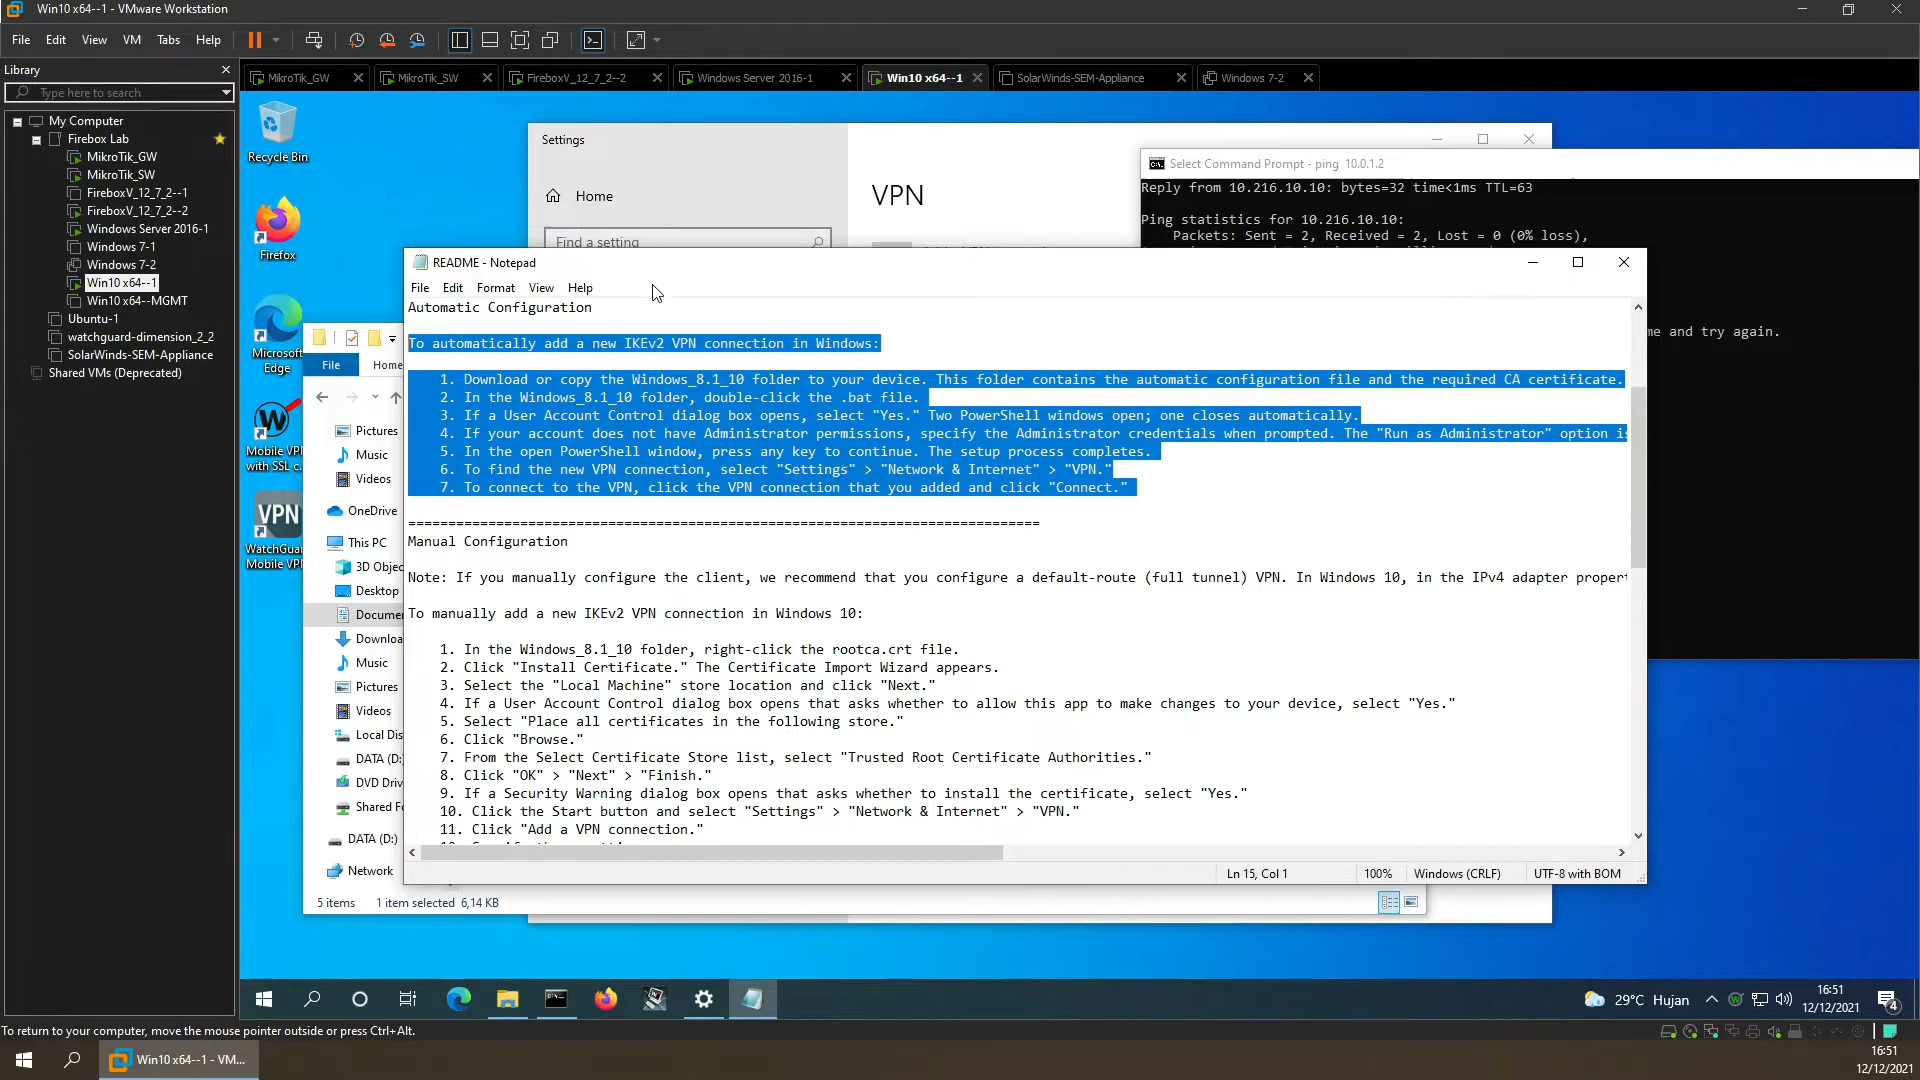 Win10 x64--1 - VMware Workstation
File Edit View VM Tabs Help
Library
Type here to search
My Computer
Firebox Lab
MikroTik_GW
MikroTik_SW
FireboxV_12_7_2--1
FireboxV_12_7_2--2
Windows Server 2016-1
Windows 7-1
Windows 7-2
Win10 x64--1
Win10 x64--MGMT
Ubuntu-1
watchguard-dimension_2_2
SolarWinds-SEM-Appliance
Shared VMs (Deprecated)
MikroTik_GW MikroTik_SW FireboxV_12_7_2--2 Windows Server 2016-1 Win10 x64--1 SolarWinds-SEM-Appliance Windows 7-2
Recycle Bin
Firefox
Microsoft
Edge
Mobile VP
with SSL c...
VPN
WatchGua
Mobile VP
Settings
Home
Find a setting
VPN
Select Command Prompt - ping 10.0.1.2
Reply from 10.216.10.10: bytes=32 time<1ms TTL=63
Ping statistics for 10.216.10.10:
Packets: Sent = 2, Received = 2, Lost = 0 (0% loss),
me and try again.
File Home
Pictures
Music
Videos
OneDrive
This PC
3D Objec
Desktop
Documen
Downloa
Music
Pictures
Videos
Local Dis
DATA (D:)
DVD Driv
Shared Fo
DATA (D:)
Network
5 items 1 item selected 6,14 KB
README - Notepad
File Edit Format View Help
Automatic Configuration
To automatically add a new IKEv2 VPN connection in Windows:
1. Download or copy the Windows_8.1_10 folder to your device. This folder contains the automatic configuration file and the required CA certificate.
2. In the Windows_8.1_10 folder, double-click the .bat file.
3. If a User Account Control dialog box opens, select "Yes." Two PowerShell windows open; one closes automatically.
4. If your account does not have Administrator permissions, specify the Administrator credentials when prompted. The "Run as Administrator" option i
5. In the open PowerShell window, press any key to continue. The setup process completes.
6. To find the new VPN connection, select "Settings" > "Network & Internet" > "VPN."
7. To connect to the VPN, click the VPN connection that you added and click "Connect."
===============================================================================
Manual Configuration
Note: If you manually configure the client, we recommend that you configure a default-route (full tunnel) VPN. In Windows 10, in the IPv4 adapter propert
To manually add a new IKEv2 VPN connection in Windows 10:
1. In the Windows_8.1_10 folder, right-click the rootca.crt file.
2. Click "Install Certificate." The Certificate Import Wizard appears.
3. Select the "Local Machine" store location and click "Next."
4. If a User Account Control dialog box opens that asks whether to allow this app to make changes to your device, select "Yes."
5. Select "Place all certificates in the following store."
6. Click "Browse."
7. From the Select Certificate Store list, select "Trusted Root Certificate Authorities."
8. Click "OK" > "Next" > "Finish."
9. If a Security Warning dialog box opens that asks whether to install the certificate, select "Yes."
10. Click the Start button and select "Settings" > "Network & Internet" > "VPN."
11. Click "Add a VPN connection."
Ln 15, Col 1 100% Windows (CRLF) UTF-8 with BOM
29°C Hujan
16:51
12/12/2021
4
To return to your computer, move the mouse pointer outside or press Ctrl+Alt.
Win10 x64--1 - VM...
16:51
12/12/2021